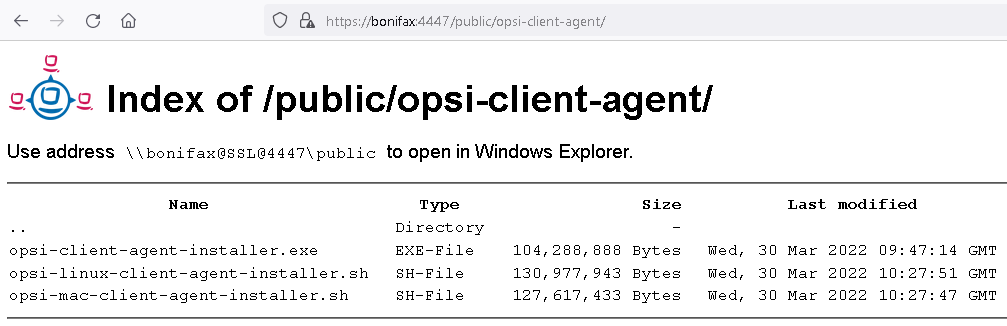 https://bonifax:4447/public/opsi-client-agent/
Index of /public/opsi-client-agent/
Use address \\bonifax@SSL@4447\public to open in Windows Explorer.
Name Type Size Last modified
.. Directory -
opsi-client-agent-installer.exe EXE-File 104,288,888 Bytes Wed, 30 Mar 2022 09:47:14 GMT
opsi-linux-client-agent-installer.sh SH-File 130,977,943 Bytes Wed, 30 Mar 2022 10:27:51 GMT
opsi-mac-client-agent-installer.sh SH-File 127,617,433 Bytes Wed, 30 Mar 2022 10:27:47 GMT